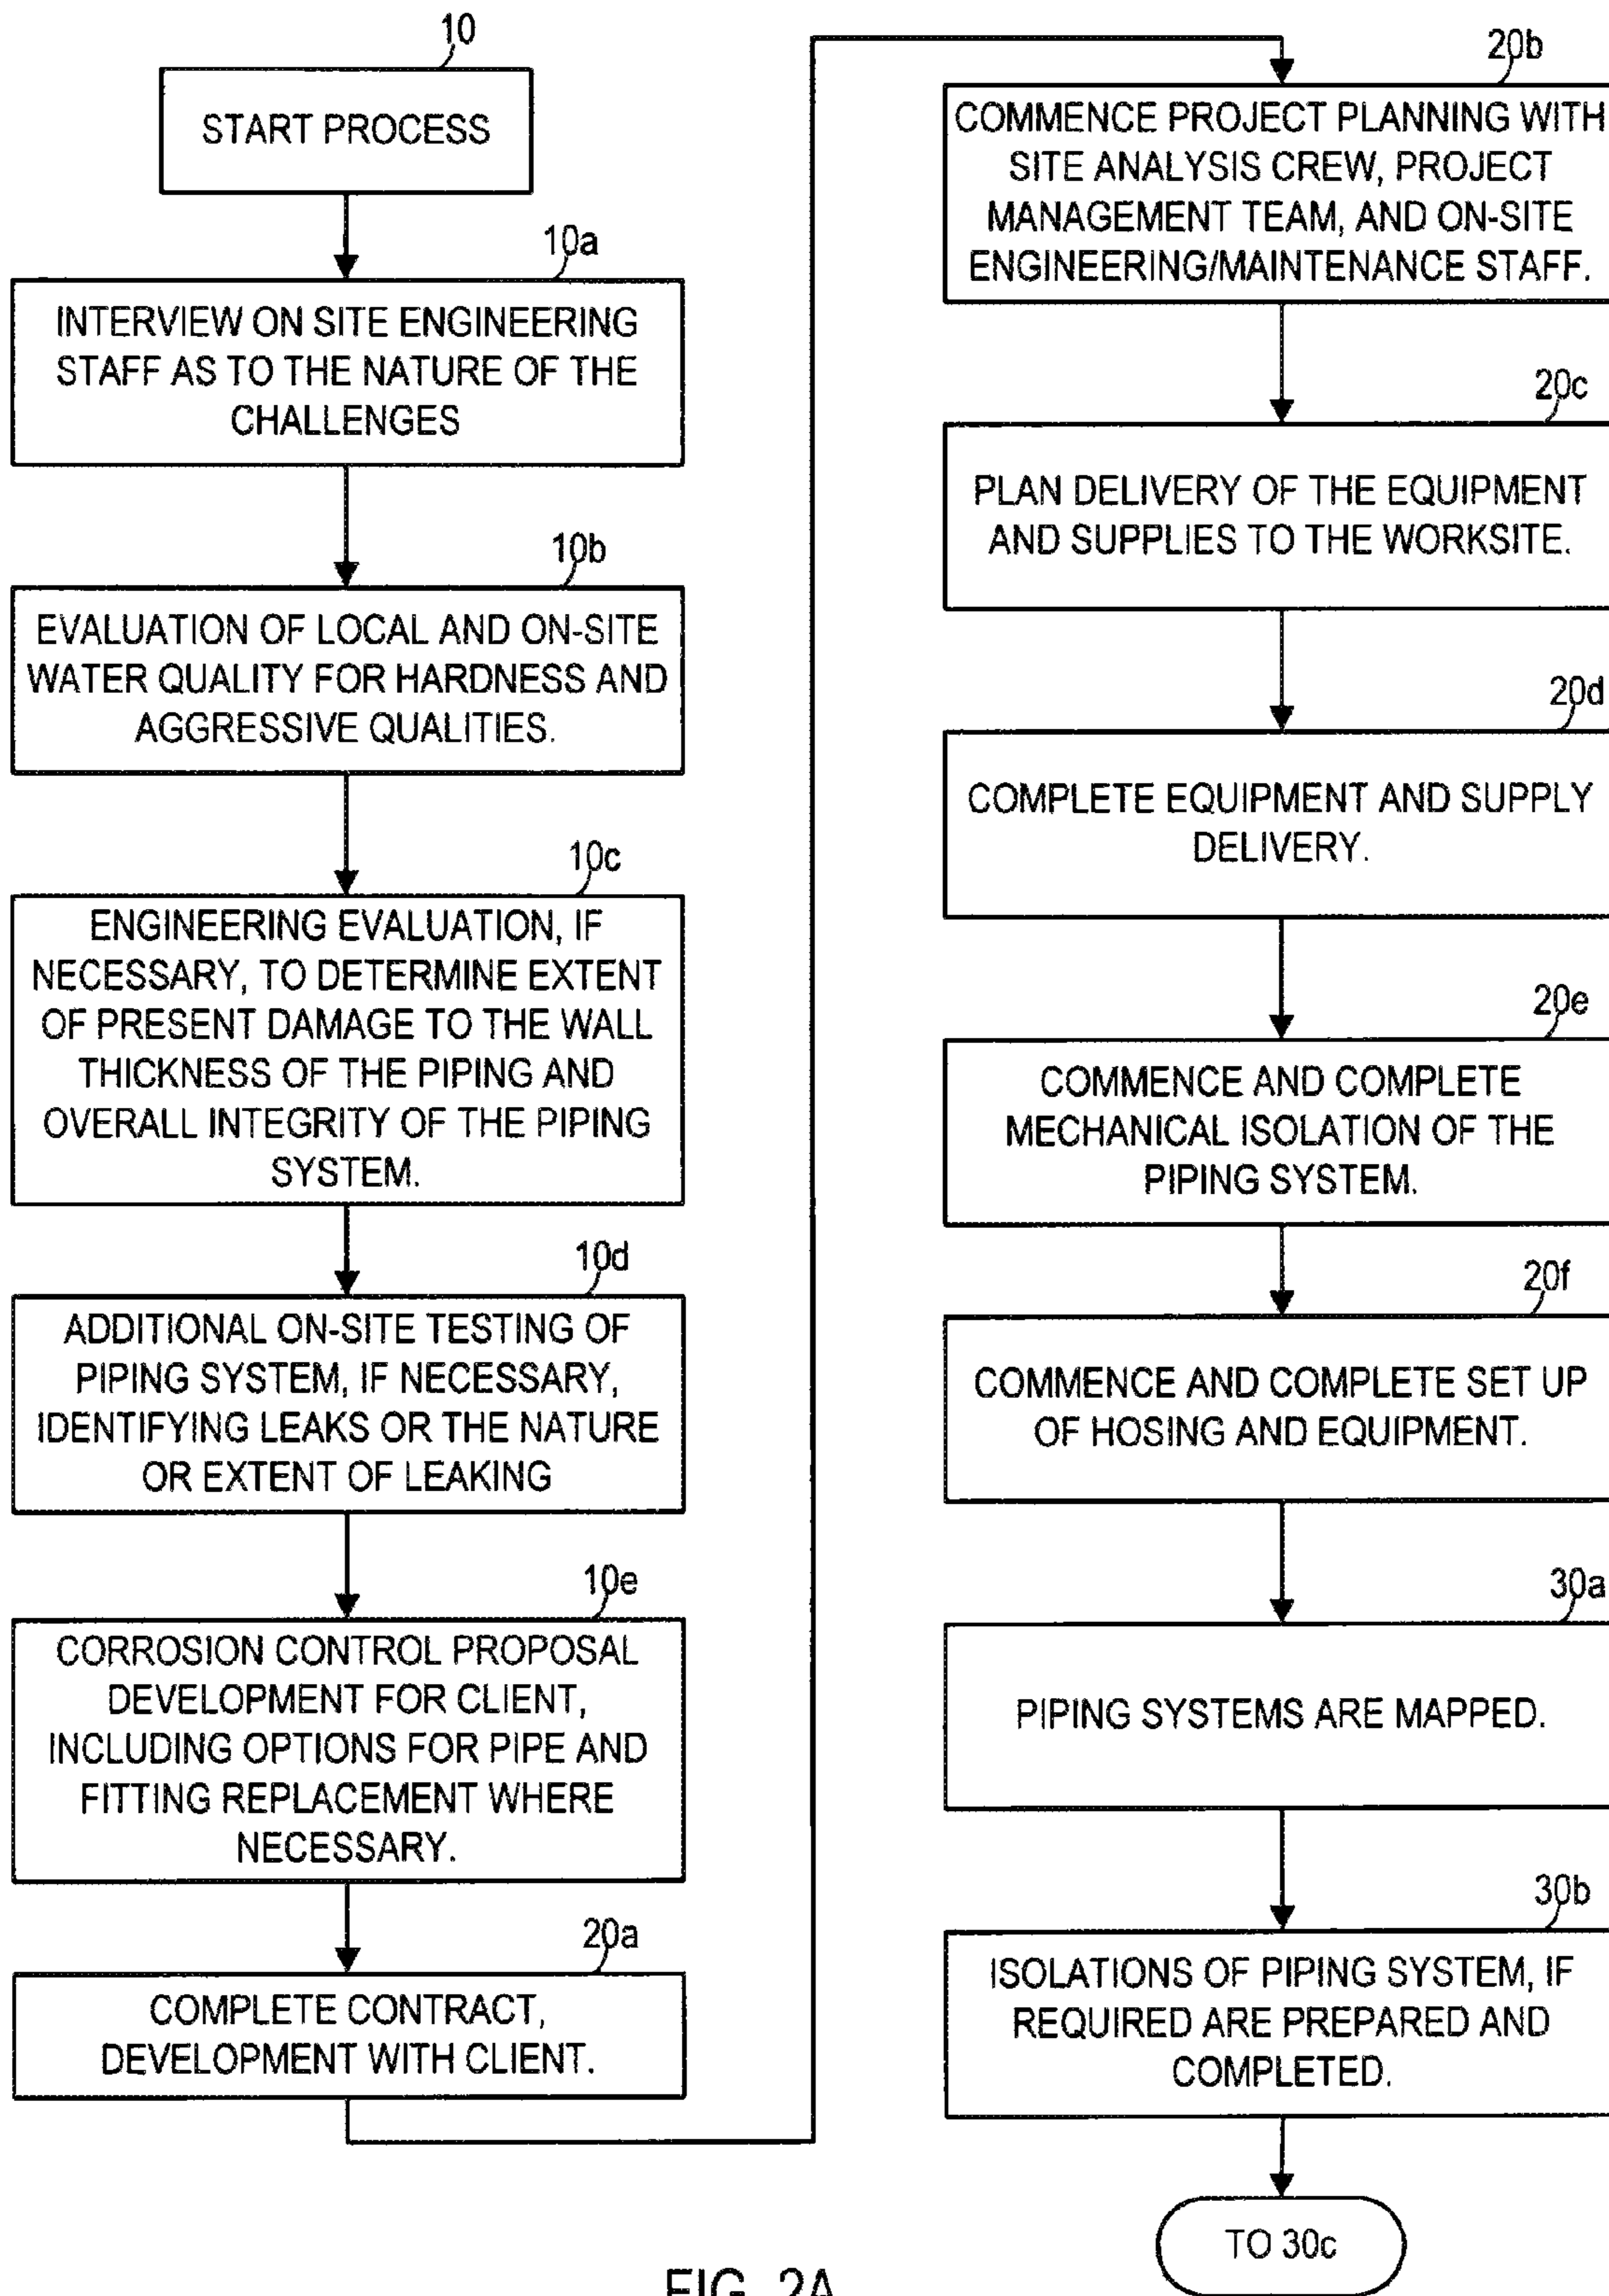 10
START PROCESS
10a
INTERVIEW ON SITE ENGINEERING
STAFF AS TO THE NATURE OF THE
CHALLENGES
10b
EVALUATION OF LOCAL AND ON-SITE
WATER QUALITY FOR HARDNESS AND
AGGRESSIVE QUALITIES.
10c
ENGINEERING EVALUATION, IF
NECESSARY, TO DETERMINE EXTENT
OF PRESENT DAMAGE TO THE WALL
THICKNESS OF THE PIPING AND
OVERALL INTEGRITY OF THE PIPING
SYSTEM.
10d
ADDITIONAL ON-SITE TESTING OF
PIPING SYSTEM, IF NECESSARY,
IDENTIFYING LEAKS OR THE NATURE
OR EXTENT OF LEAKING
10e
CORROSION CONTROL PROPOSAL
DEVELOPMENT FOR CLIENT,
INCLUDING OPTIONS FOR PIPE AND
FITTING REPLACEMENT WHERE
NECESSARY.
20a
COMPLETE CONTRACT,
DEVELOPMENT WITH CLIENT.
20b
COMMENCE PROJECT PLANNING WITH
SITE ANALYSIS CREW, PROJECT
MANAGEMENT TEAM, AND ON-SITE
ENGINEERING/MAINTENANCE STAFF.
20c
PLAN DELIVERY OF THE EQUIPMENT
AND SUPPLIES TO THE WORKSITE.
20d
COMPLETE EQUIPMENT AND SUPPLY
DELIVERY.
20e
COMMENCE AND COMPLETE
MECHANICAL ISOLATION OF THE
PIPING SYSTEM.
20f
COMMENCE AND COMPLETE SET UP
OF HOSING AND EQUIPMENT.
30a
PIPING SYSTEMS ARE MAPPED.
30b
ISOLATIONS OF PIPING SYSTEM, IF
REQUIRED ARE PREPARED AND
COMPLETED.
TO 30c
FIG. 2A